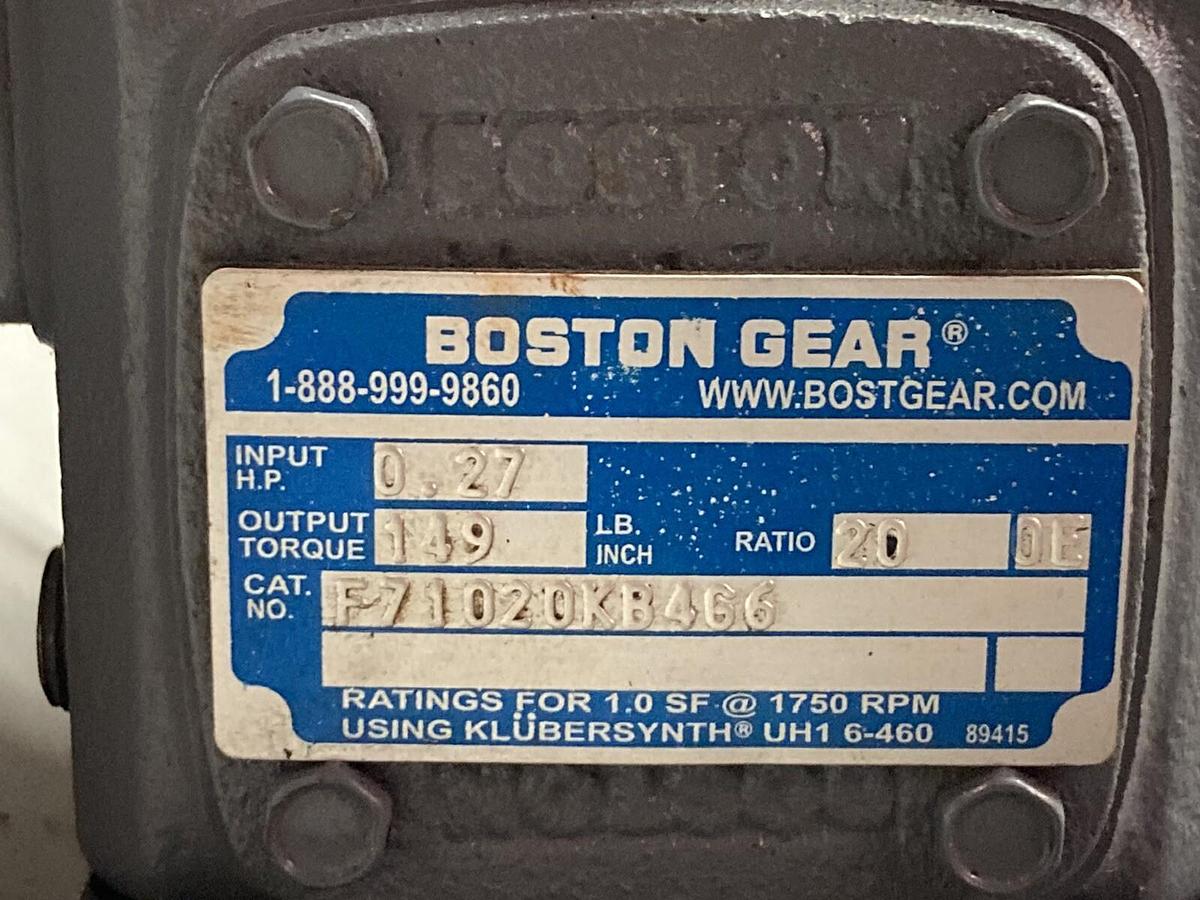 BOSTON
BOSTON GEAR®
1-888-999-9860 WWW.BOSTGEAR.COM
INPUT H.P. 0.27
OUTPUT TORQUE 149 LB. INCH RATIO 20 0E
CAT. NO. F71020KB4G6
RATINGS FOR 1.0 SF @ 1750 RPM
USING KLÜBERSYNTH® UH1 6-460 89415